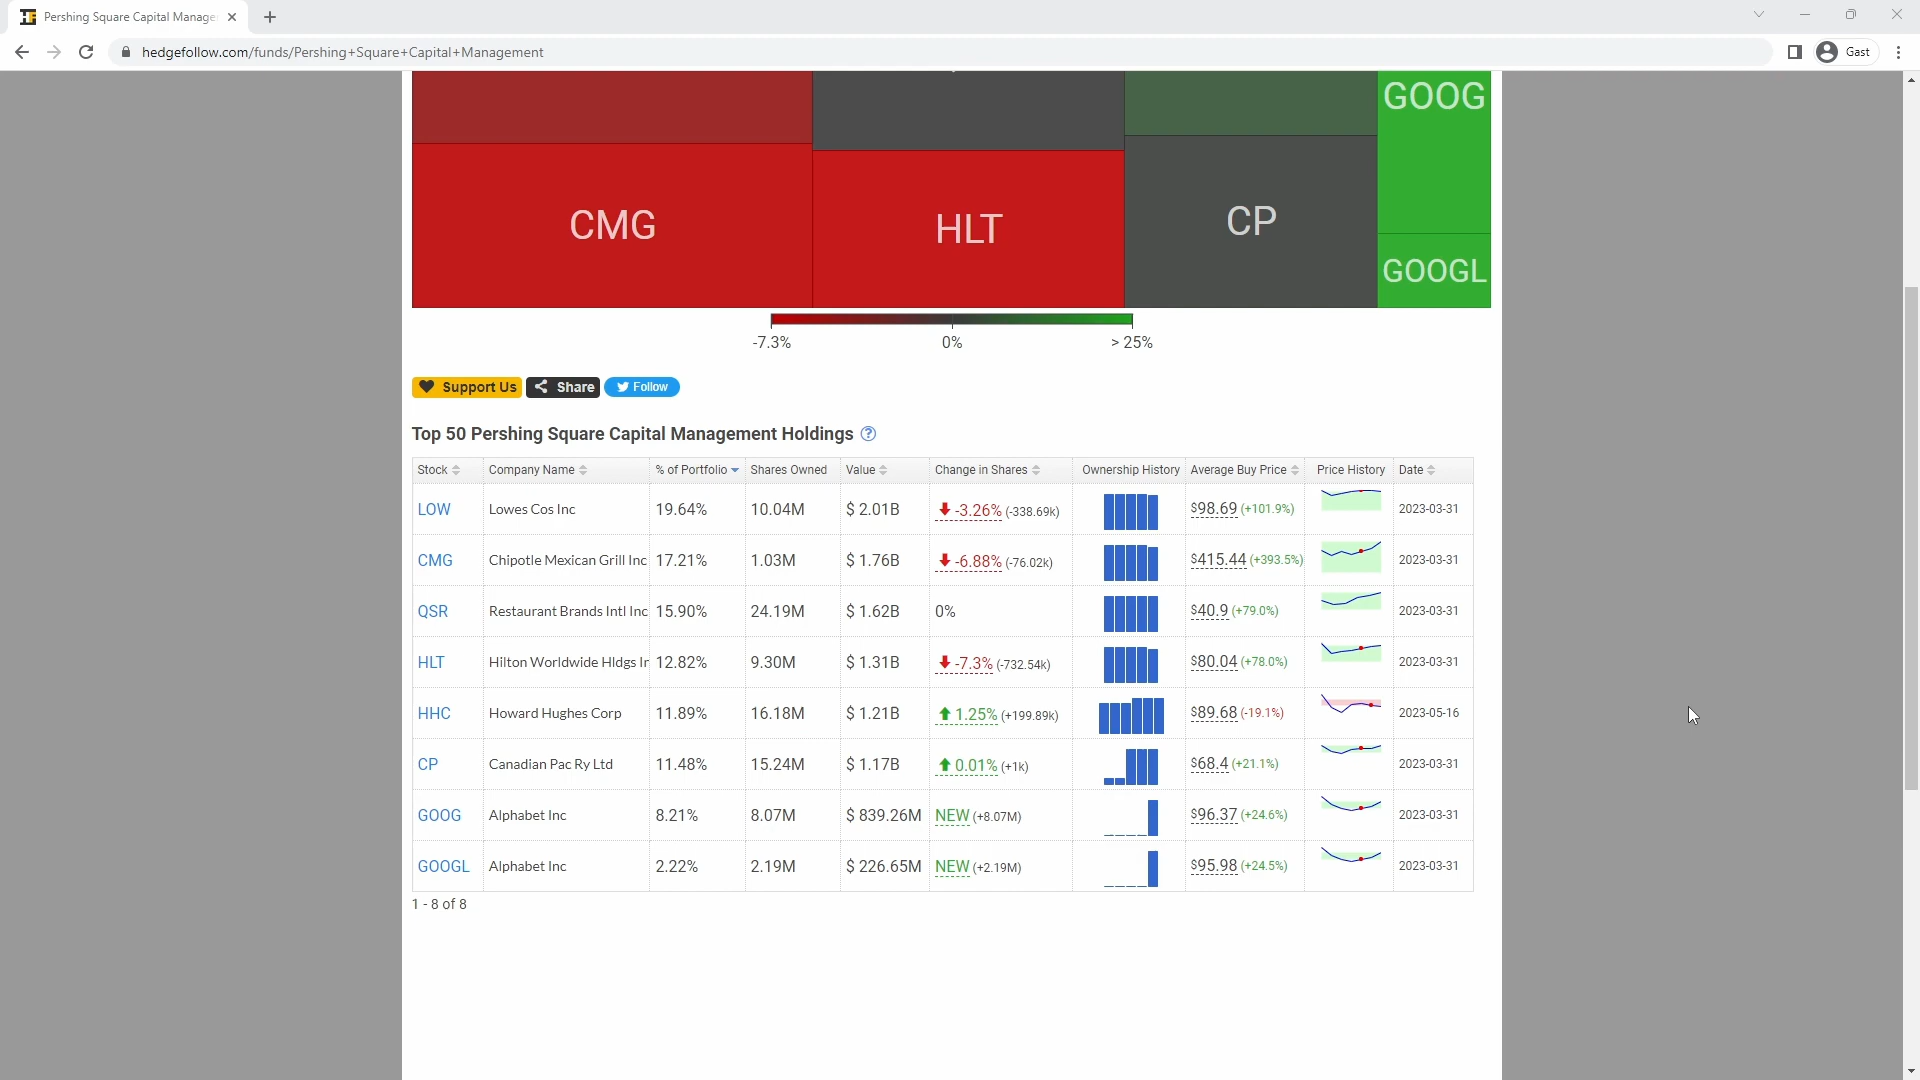 Pershing Square Capital Manage
hedgefollow.com/funds/Pershing+Square+Capital+Management
Gast
GOOG
CMG
HLT
CP
GOOGL
-7.3% 0% > 25%
Support Us Share Follow
Top 50 Pershing Square Capital Management Holdings ?
Stock Company Name % of Portfolio Shares Owned Value Change in Shares Ownership History Average Buy Price Price History Date
LOW Lowes Cos Inc 19.64% 10.04M $ 2.01B -3.26% (-338.69k) $98.69 (+101.9%) 2023-03-31
CMG Chipotle Mexican Grill Inc 17.21% 1.03M $ 1.76B -6.88% (-76.02k) $415.44 (+393.5%) 2023-03-31
QSR Restaurant Brands Intl Inc 15.90% 24.19M $ 1.62B 0% $40.9 (+79.0%) 2023-03-31
HLT Hilton Worldwide Hldgs Ir 12.82% 9.30M $ 1.31B -7.3% (-732.54k) $80.04 (+78.0%) 2023-03-31
HHC Howard Hughes Corp 11.89% 16.18M $ 1.21B 1.25% (+199.89k) $89.68 (-19.1%) 2023-05-16
CP Canadian Pac Ry Ltd 11.48% 15.24M $ 1.17B 0.01% (+1k) $68.4 (+21.1%) 2023-03-31
GOOG Alphabet Inc 8.21% 8.07M $ 839.26M NEW (+8.07M) $96.37 (+24.6%) 2023-03-31
GOOGL Alphabet Inc 2.22% 2.19M $ 226.65M NEW (+2.19M) $95.98 (+24.5%) 2023-03-31
1 - 8 of 8